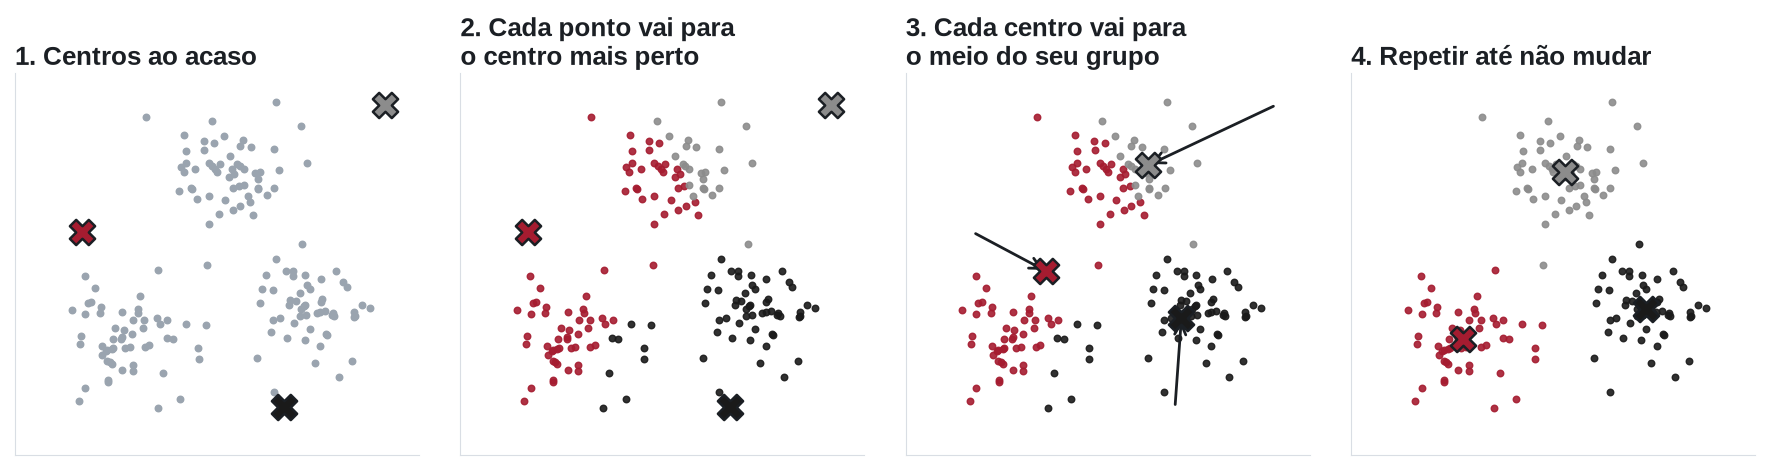 1. Centros ao acaso
2. Cada ponto vai para
o centro mais perto
3. Cada centro vai para
o meio do seu grupo
4. Repetir até não mudar